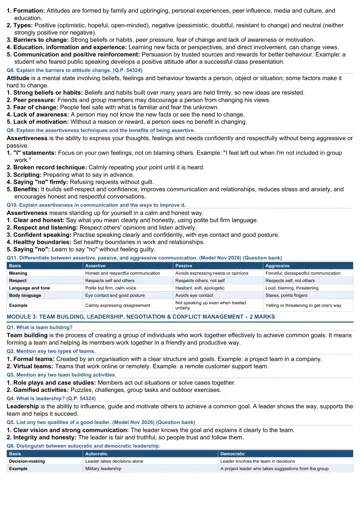 1. Formation: Attitudes are formed by family and upbringing, personal experiences, peer influence, media and culture, and
education.
2. Types: Positive (optimistic, hopeful, open-minded), negative (pessimistic, doubtful, resistant to change) and neutral (neither
strongly positive nor negative).
3. Barriers to change: Strong beliefs or habits, peer pressure, fear of change and lack of awareness or motivation.
4. Education, information and experience: Learning new facts or perspectives, and direct involvement, can change views.
5. Communication and positive reinforcement: Persuasion by trusted sources and rewards for better behaviour. Example: a
student who feared public speaking develops a positive attitude after a successful class presentation.
Q8. Explain the barriers to attitude change. (Q.P. 54324)
Attitude is a mental state involving beliefs, feelings and behaviour towards a person, object or situation; some factors make it
hard to change.
1. Strong beliefs or habits: Beliefs and habits built over many years are held firmly, so new ideas are resisted.
2. Peer pressure: Friends and group members may discourage a person from changing his views.
3. Fear of change: People feel safe with what is familiar and fear the unknown.
4. Lack of awareness: A person may not know the new facts or see the need to change.
5. Lack of motivation: Without a reason or reward, a person sees no benefit in changing.
Q9. Explain the assertiveness techniques and the benefits of being assertive.
Assertiveness is the ability to express your thoughts, feelings and needs confidently and respectfully without being aggressive or
passive.
1. "I" statements: Focus on your own feelings, not on blaming others. Example: "I feel left out when I'm not included in group
work."
2. Broken record technique: Calmly repeating your point until it is heard.
3. Scripting: Preparing what to say in advance.
4. Saying "no" firmly: Refusing requests without guilt.
5. Benefits: It builds self-respect and confidence, improves communication and relationships, reduces stress and anxiety, and
encourages honest and respectful conversations.
Q10. Explain assertiveness in communication and the ways to improve it.
Assertiveness means standing up for yourself in a calm and honest way.
1. Clear and honest: Say what you mean clearly and honestly, using polite but firm language.
2. Respect and listening: Respect others' opinions and listen actively.
3. Confident speaking: Practise speaking clearly and confidently, with eye contact and good posture.
4. Healthy boundaries: Set healthy boundaries in work and relationships.
5. Saying "no": Learn to say "no" without feeling guilty.
Q11. Differentiate between assertive, passive, and aggressive communication. (Model Nov 2026) (Question bank)
Basis Assertive Passive Aggressive
Meaning Honest and respectful communication Avoids expressing needs or opinions Forceful, disrespectful communication
Respect Respects self and others Respects others, not self Respects self, not others
Language and tone Polite but firm, calm voice Hesitant, soft, apologetic Loud, blaming, threatening
Body language Eye contact and good posture Avoids eye contact Stares, points fingers
Example Calmly expressing disagreement Not speaking up even when treated unfairly Yelling or threatening to get one's way
MODULE 3: TEAM BUILDING, LEADERSHIP, NEGOTIATION & CONFLICT MANAGEMENT – 2 MARKS
Q1. What is team building?
Team building is the process of creating a group of individuals who work together effectively to achieve common goals. It means
forming a team and helping its members work together in a friendly and productive way.
Q2. Mention any two types of teams.
1. Formal teams: Created by an organisation with a clear structure and goals. Example: a project team in a company.
2. Virtual teams: Teams that work online or remotely. Example: a remote customer support team.
Q3. Mention any two team building activities.
1. Role plays and case studies: Members act out situations or solve cases together.
2. Gamified activities: Puzzles, challenges, group tasks and outdoor exercises.
Q4. What is leadership? (Q.P. 54324)
Leadership is the ability to influence, guide and motivate others to achieve a common goal. A leader shows the way, supports the
team and helps it succeed.
Q5. List any two qualities of a good leader. (Model Nov 2026) (Question bank)
1. Clear vision and strong communication: The leader knows the goal and explains it clearly to the team.
2. Integrity and honesty: The leader is fair and truthful, so people trust and follow them.
Q6. Distinguish between autocratic and democratic leadership.
Basis Autocratic Democratic
Decision-making Leader takes decisions alone Leader involves the team in decisions
Example Military leadership A project leader who takes suggestions from the group